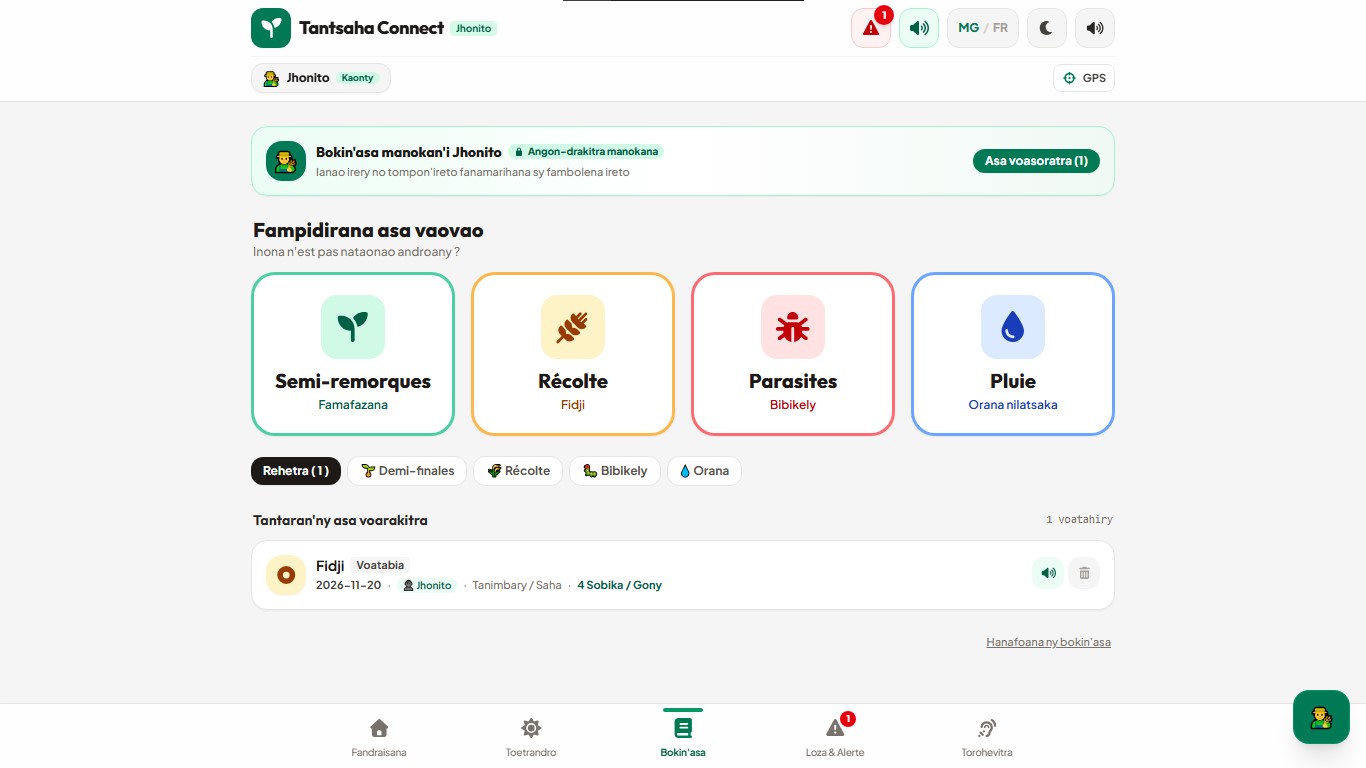 Tantsaha Connect Jhonito
1
MG / FR
Jhonito Kaonty
GPS
Bokin'asa manokan'i Jhonito Angon-drakitra manokana
Ianao irery no tompon'ireto fanamarihana sy fambolena ireto
Asa voasoratra (1)
Fampidirana asa vaovao
Inona n'est pas nataonao androany ?
Semi-remorques
Famafazana
Récolte
Fidji
Parasites
Bibikely
Pluie
Orana nilatsaka
Rehetra (1) Demi-finales Récolte Bibikely Orana
Tantaran'ny asa voarakitra
1 voatahiry
Fidji Voatabia
2026-11-20 · Jhonito · Tanimbary / Saha · 4 Sobika / Gony
Hanafoana ny bokin'asa
Fandraisana
Toetrandro
Bokin'asa
1
Loza & Alerte
Torohevitra